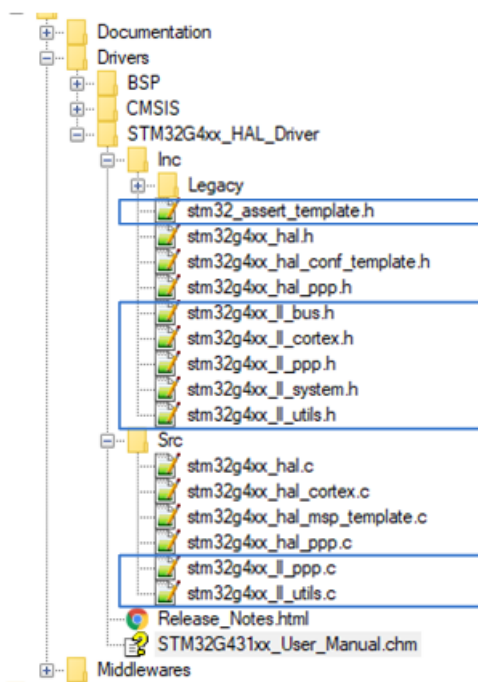 Documentation
Drivers
BSP
CMSIS
STM32G4xx_HAL_Driver
Inc
Legacy
stm32_assert_template.h
stm32g4xx_hal.h
stm32g4xx_hal_conf_template.h
stm32g4xx_hal_ppp.h
stm32g4xx_ll_bus.h
stm32g4xx_ll_cortex.h
stm32g4xx_ll_ppp.h
stm32g4xx_ll_system.h
stm32g4xx_ll_utils.h
Src
stm32g4xx_hal.c
stm32g4xx_hal_cortex.c
stm32g4xx_hal_msp_template.c
stm32g4xx_hal_ppp.c
stm32g4xx_ll_ppp.c
stm32g4xx_ll_utils.c
Release_Notes.html
STM32G431xx_User_Manual.chm
Middlewares